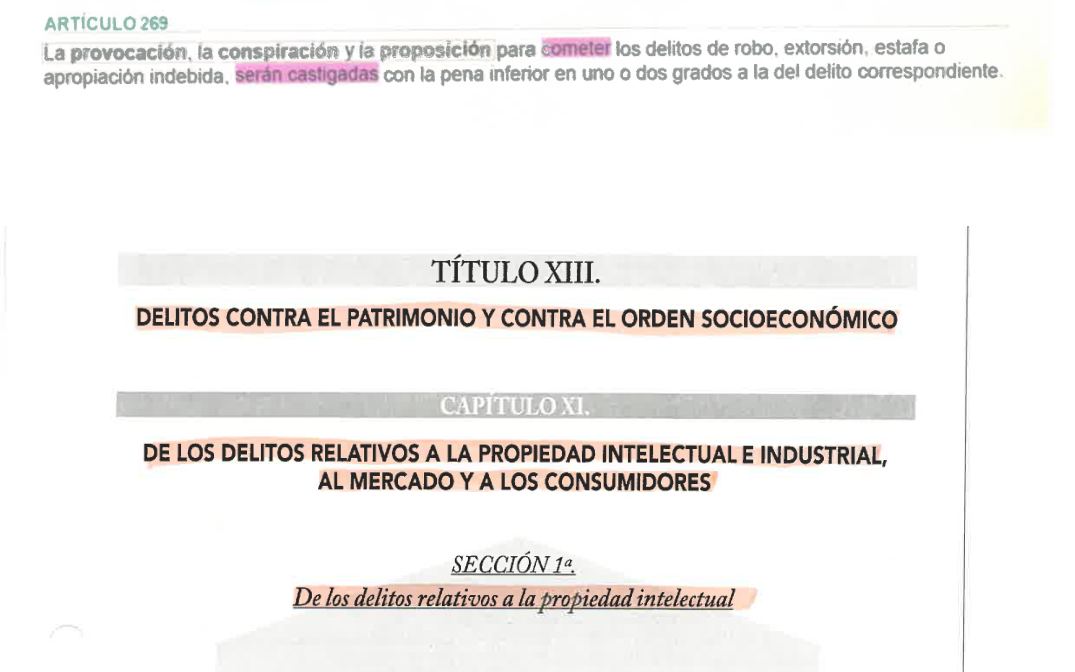 ARTÍCULO 269
La provocación, la conspiración y la proposición para cometer los delitos de robo, extorsión, estafa o
apropiación indebida, serán castigadas con la pena inferior en uno o dos grados a la del delito correspondiente.
TÍTULO XIII.
DELITOS CONTRA EL PATRIMONIO Y CONTRA EL ORDEN SOCIOECONÓMICO
CAPÍTULO XI.
DE LOS DELITOS RELATIVOS A LA PROPIEDAD INTELECTUAL E INDUSTRIAL,
AL MERCADO Y A LOS CONSUMIDORES
SECCIÓN 1ª.
De los delitos relativos a la propiedad intelectual